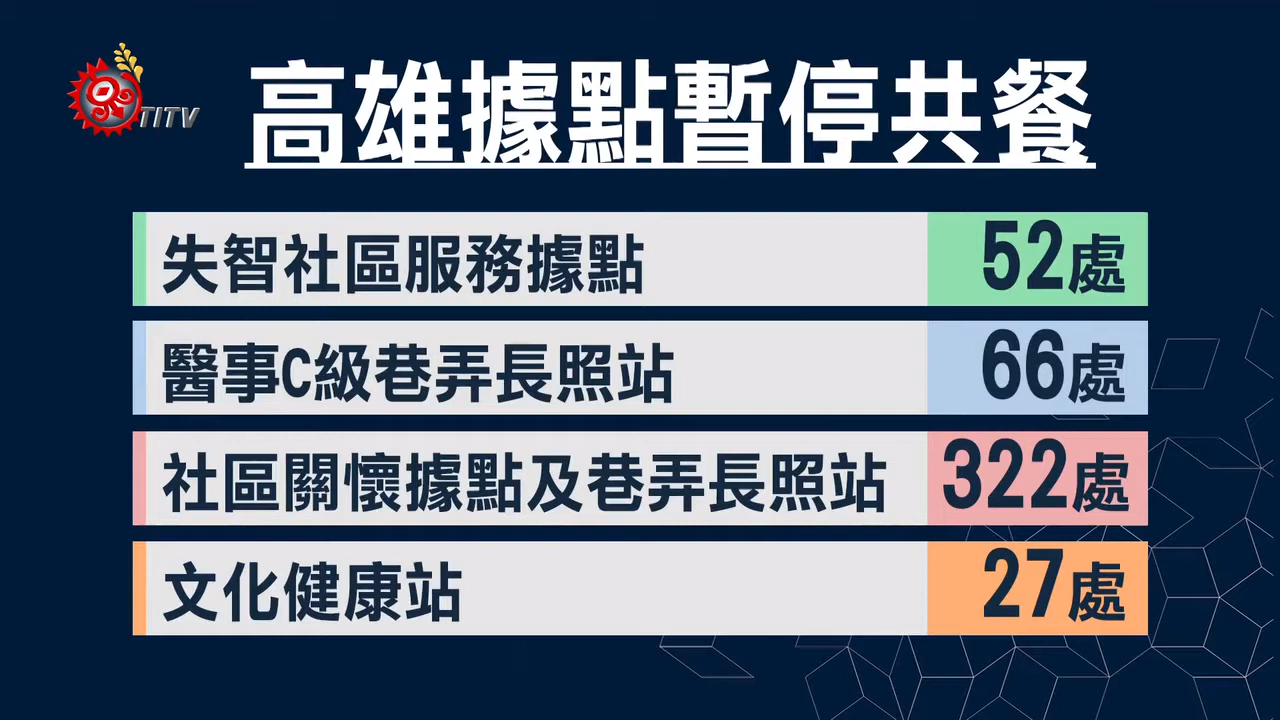 TITV
高雄據點暫停共餐
失智社區服務據點 52處
醫事C級巷弄長照站 66處
社區關懷據點及巷弄長照站 322處
文化健康站 27處